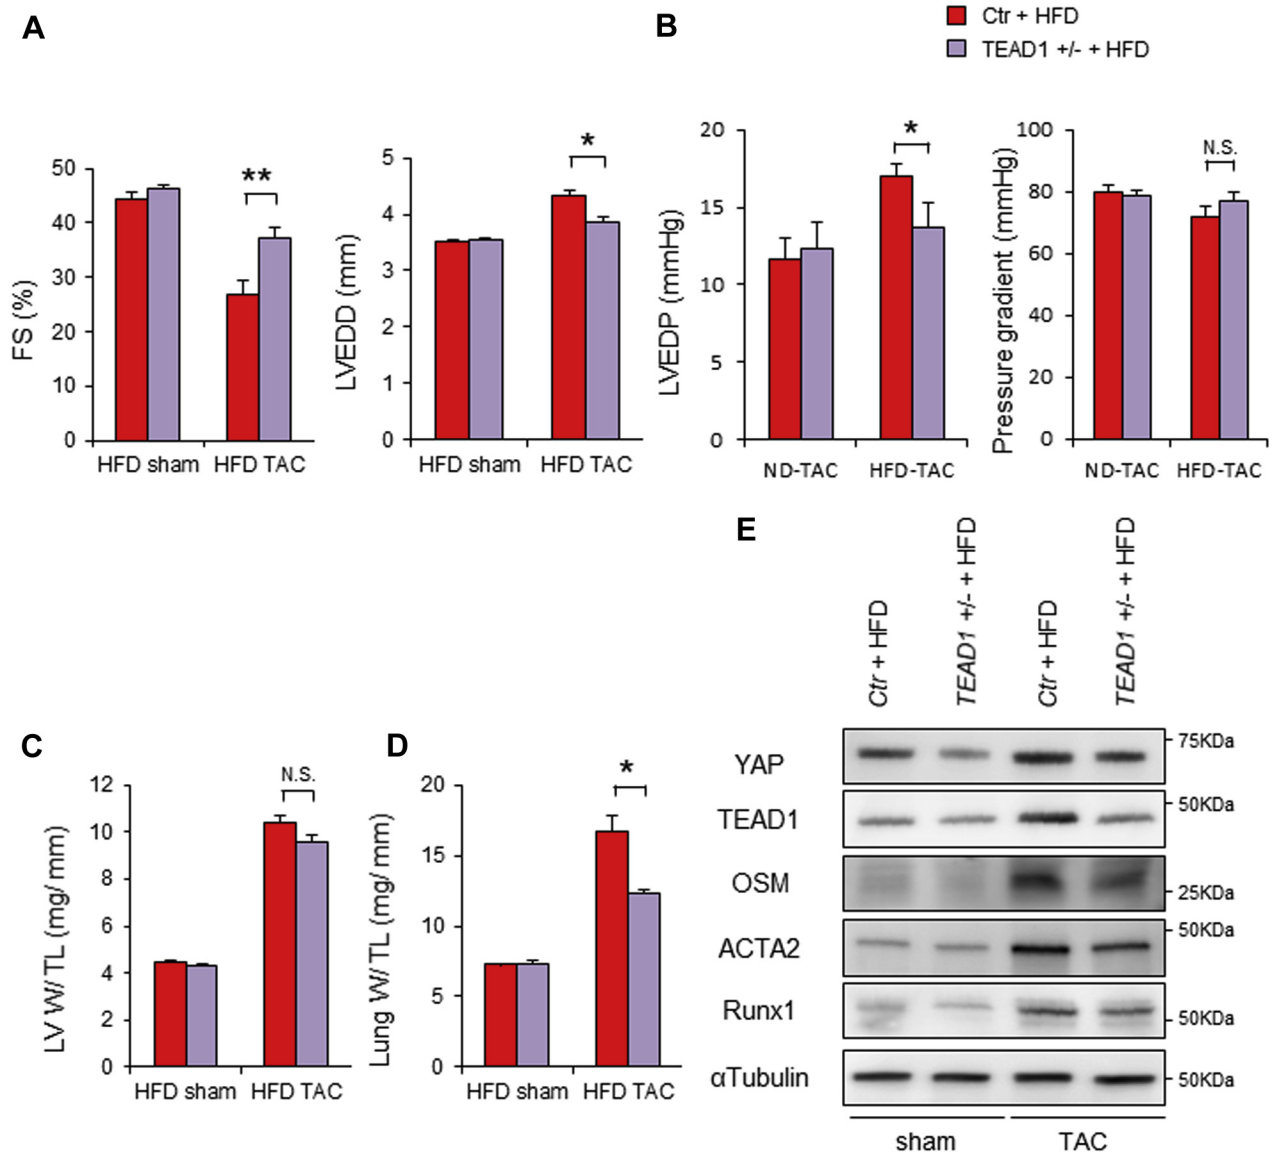 A
B
Ctr + HFD
TEAD1 +/- + HFD
FS (%)
50
40
30
20
10
0
**
HFD sham
HFD TAC
LVEDD (mm)
5
4
3
2
1
0
*
HFD sham
HFD TAC
LVEDP (mmHg)
20
15
10
5
0
*
ND-TAC
HFD-TAC
Pressure gradient (mmHg)
100
80
60
40
20
0
N.S.
ND-TAC
HFD-TAC
C
LV W/ TL (mg/ mm)
12
10
8
6
4
2
0
N.S.
HFD sham
HFD TAC
D
Lung W/ TL (mg/ mm)
20
15
10
5
0
*
HFD sham
HFD TAC
E
Ctr + HFD
TEAD1 +/- + HFD
Ctr + HFD
TEAD1 +/- + HFD
YAP
75KDa
TEAD1
50KDa
OSM
25KDa
ACTA2
50KDa
Runx1
50KDa
αTubulin
50KDa
sham
TAC